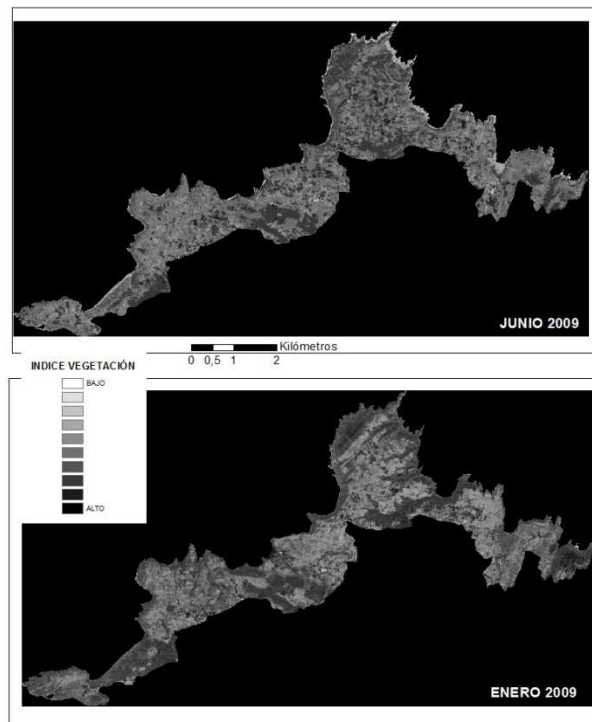 JUNIO 2009
Kilómetros
0 0,5 1 2
INDICE VEGETACIÓN
BAJO
ALTO
ENERO 2009